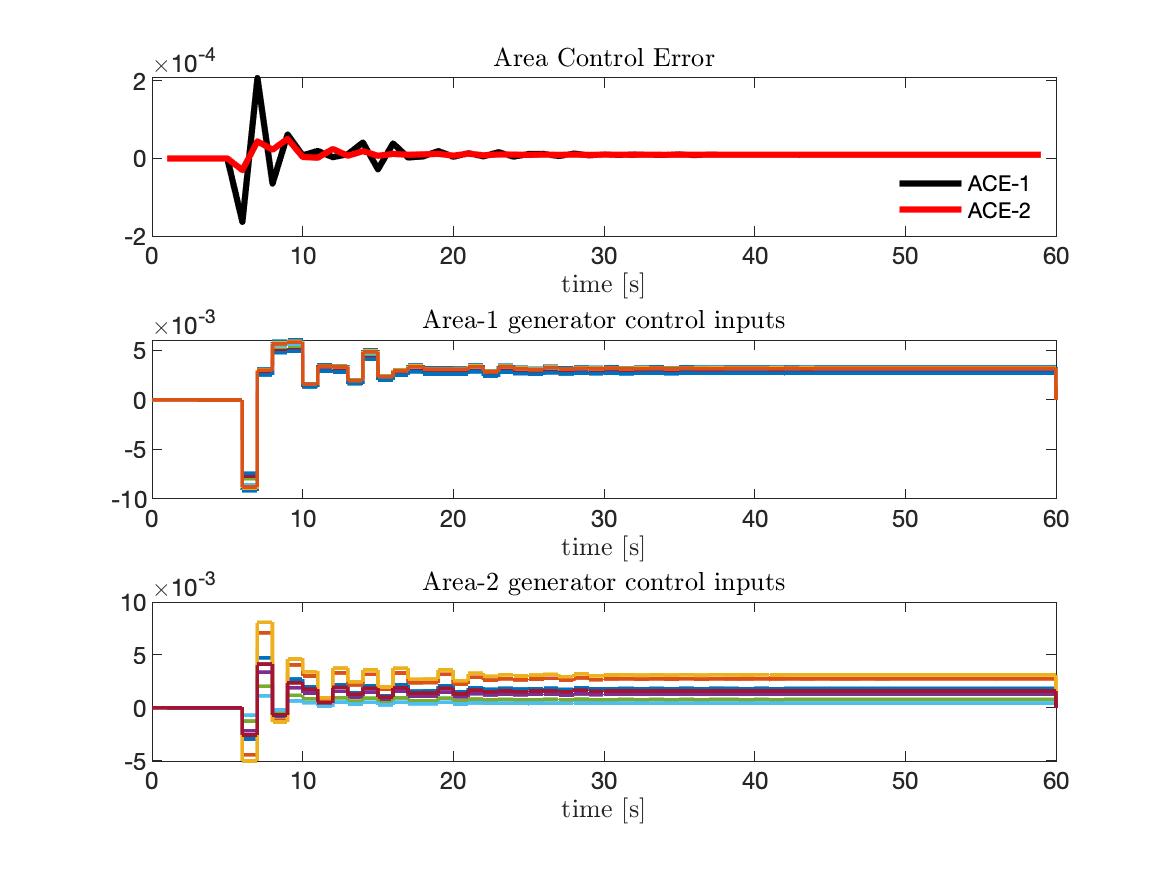 ×10-4
Area Control Error
2
0
-2
ACE-1
ACE-2
0 10 20 30 40 50 60
time [s]
×10-3
Area-1 generator control inputs
5
0
-5
-10
0 10 20 30 40 50 60
time [s]
×10-3
Area-2 generator control inputs
10
5
0
-5
0 10 20 30 40 50 60
time [s]